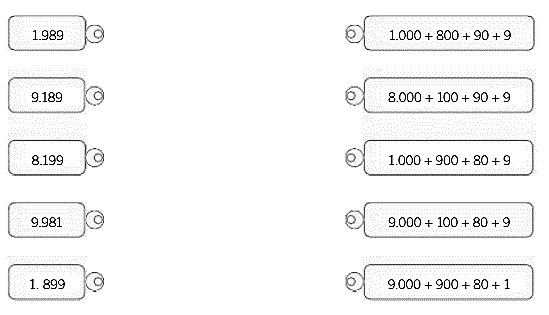 1.989 1.000 + 800 + 90 + 9
9.189 8.000 + 100 + 90 + 9
8.199 1.000 + 900 + 80 + 9
9.981 9.000 + 100 + 80 + 9
1. 899 9.000 + 900 + 80 + 1